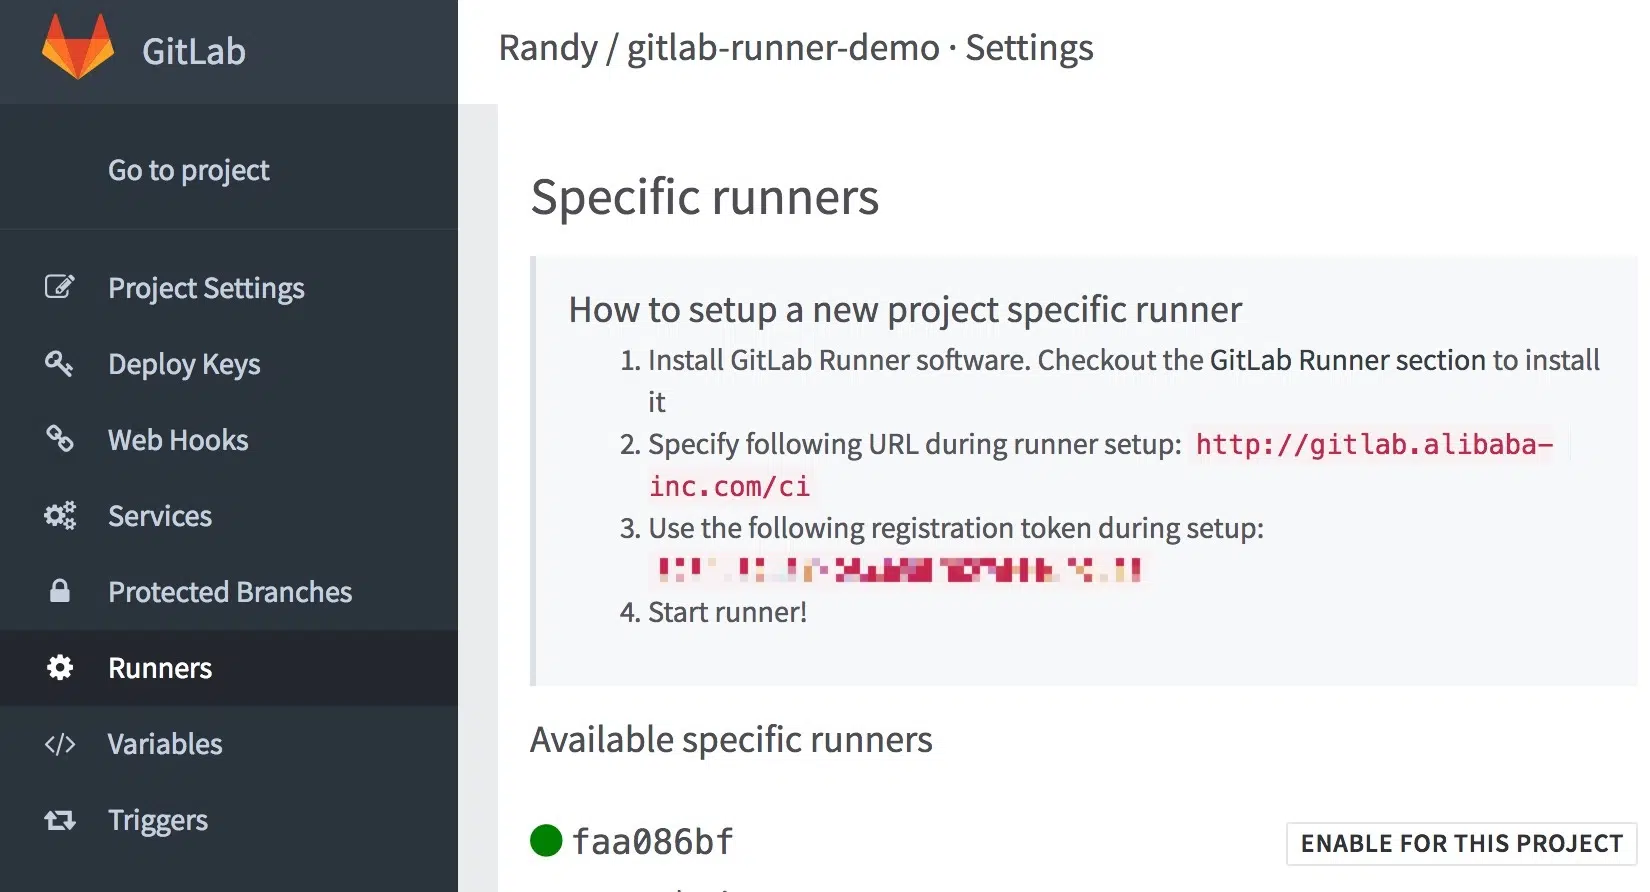 GitLab
Randy / gitlab-runner-demo · Settings
Go to project
Project Settings
Deploy Keys
Web Hooks
Services
Protected Branches
Runners
Variables
Triggers
Specific runners
How to setup a new project specific runner
1. Install GitLab Runner software. Checkout the GitLab Runner section to install
it
2. Specify following URL during runner setup: http://gitlab.alibaba-
inc.com/ci
3. Use the following registration token during setup:
4. Start runner!
Available specific runners
faa086bf
ENABLE FOR THIS PROJECT